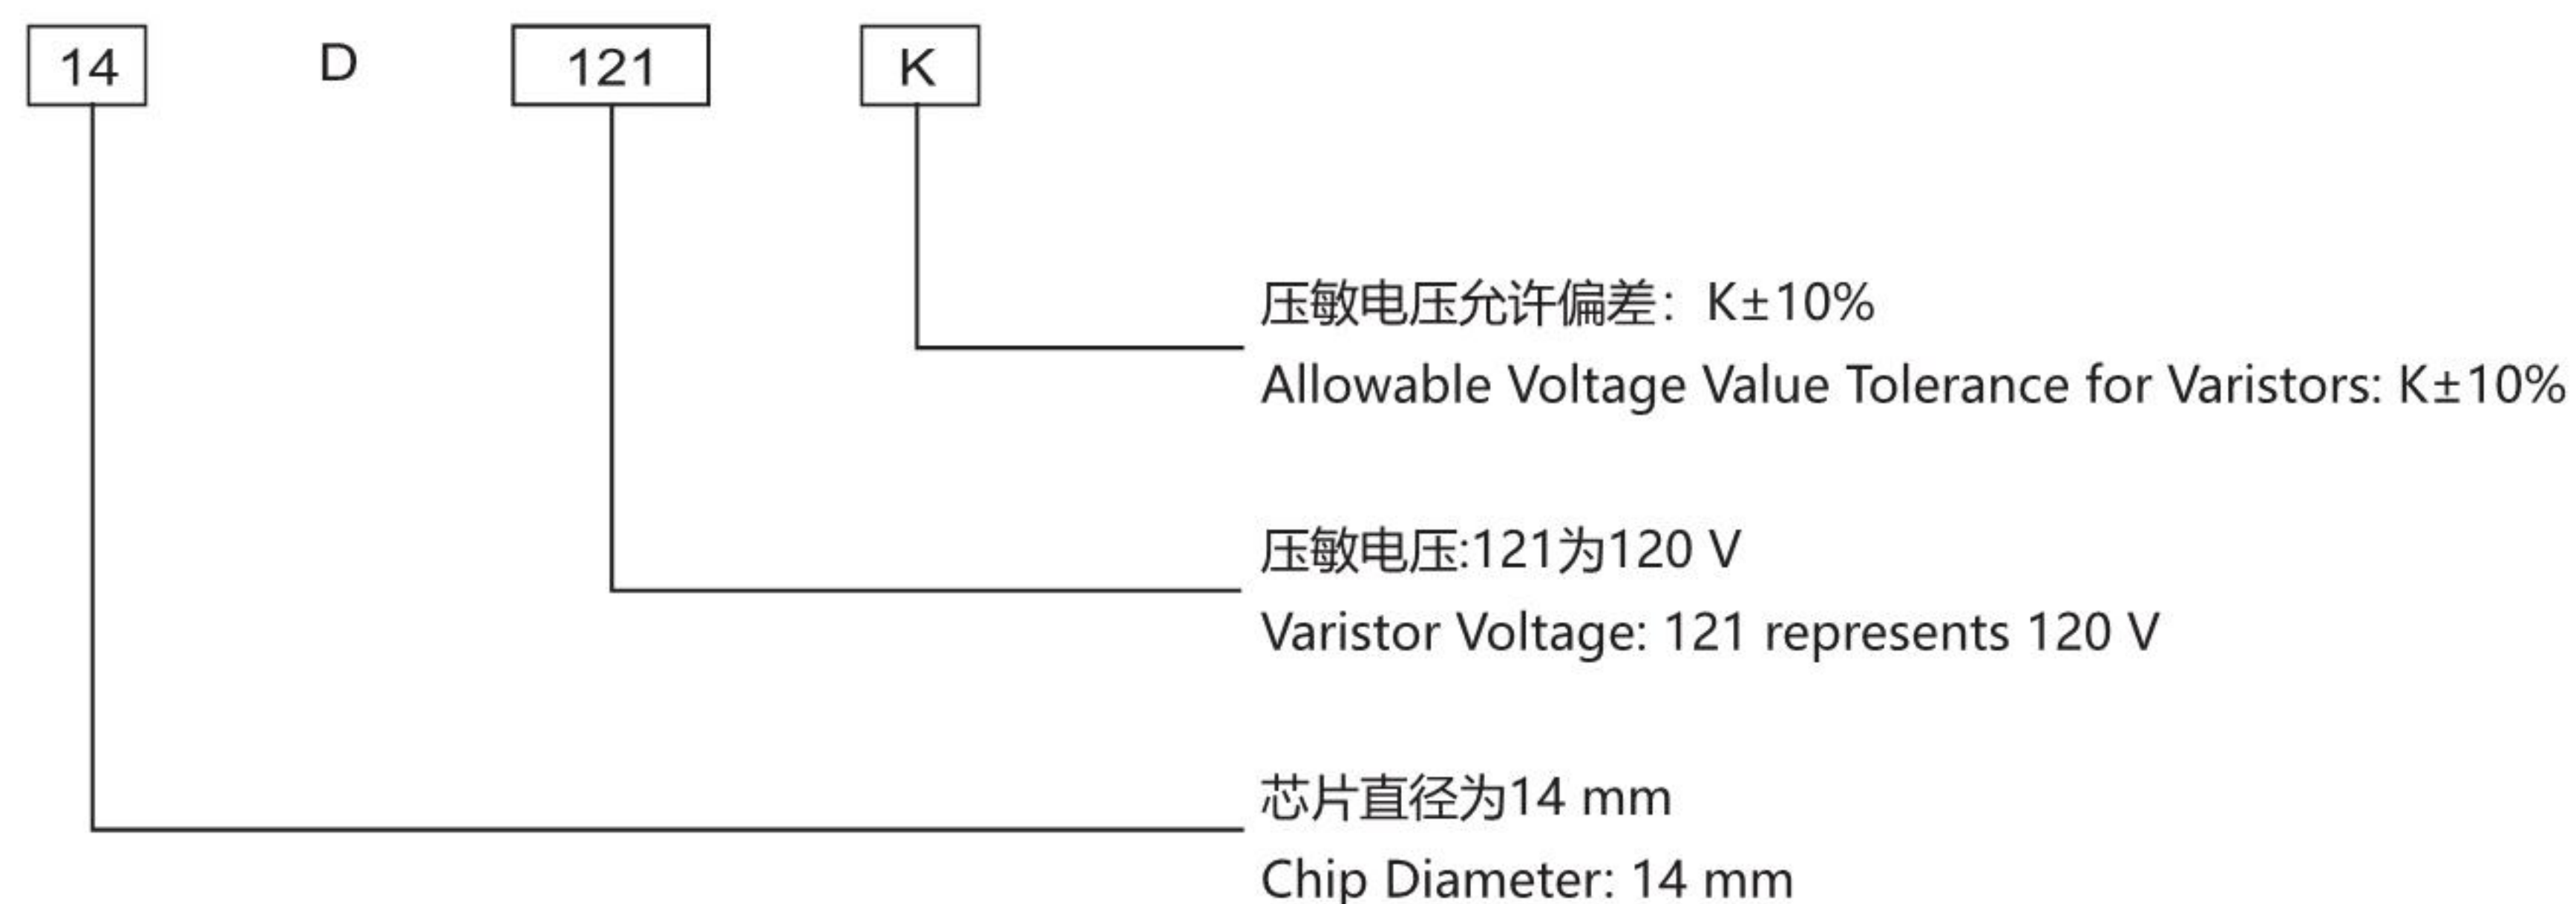 14 D 121 K
压敏电压允许偏差：K±10%
Allowable Voltage Value Tolerance for Varistors: K±10%
压敏电压:121为120 V
Varistor Voltage: 121 represents 120 V
芯片直径为14 mm
Chip Diameter: 14 mm